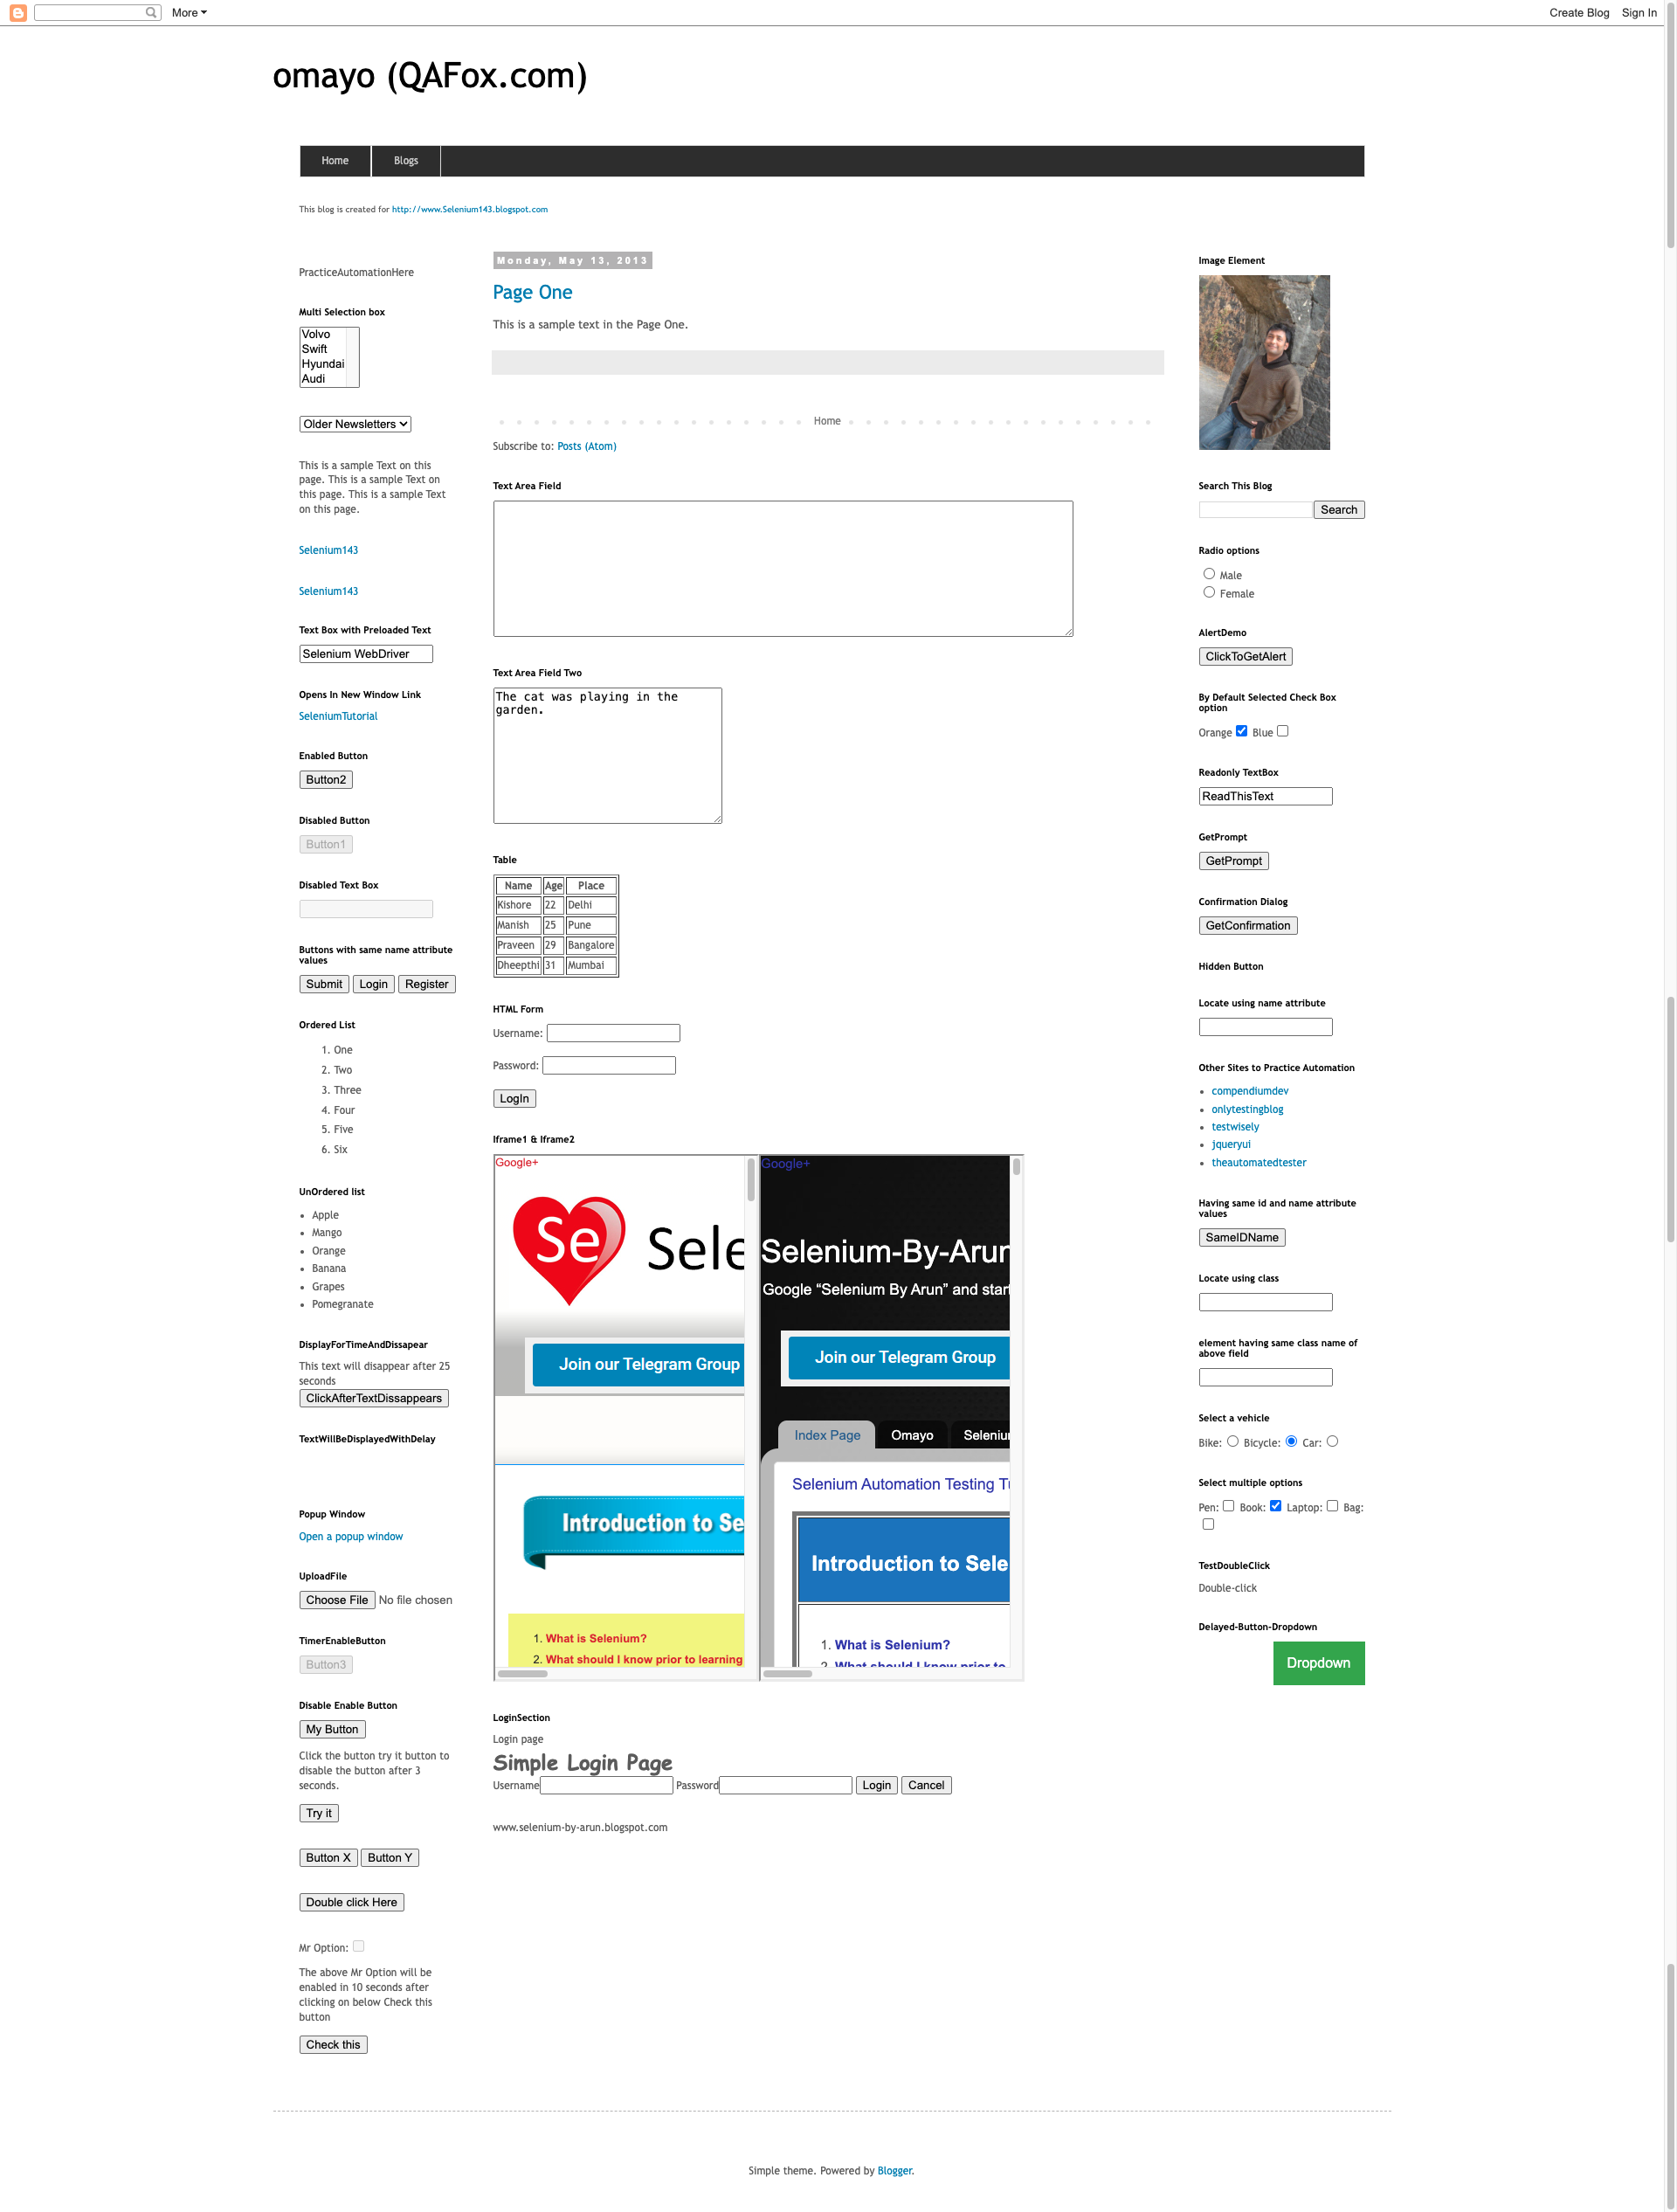 More
Create Blog Sign In
omayo (QAFox.com)
Home Blogs
This blog is created for http://www.Selenium143.blogspot.com
PracticeAutomationHere
Multi Selection box
Volvo
Swift
Hyundai
Audi
Older Newsletters
This is a sample Text on this
page. This is a sample Text on
this page. This is a sample Text
on this page.
Selenium143
Selenium143
Text Box with Preloaded Text
Selenium WebDriver
Opens In New Window Link
SeleniumTutorial
Enabled Button
Button2
Disabled Button
Button1
Disabled Text Box
Buttons with same name attribute
values
Submit Login Register
Ordered List
1. One
2. Two
3. Three
4. Four
5. Five
6. Six
UnOrdered list
Apple
Mango
Orange
Banana
Grapes
Pomegranate
DisplayForTimeAndDissapear
This text will disappear after 25
seconds
ClickAfterTextDissappears
TextWillBeDisplayedWithDelay
Popup Window
Open a popup window
UploadFile
Choose File No file chosen
TimerEnableButton
Button3
Disable Enable Button
My Button
Click the button try it button to
disable the button after 3
seconds.
Try it
Button X Button Y
Double click Here
Mr Option:
The above Mr Option will be
enabled in 10 seconds after
clicking on below Check this
button
Check this
Monday, May 13, 2013
Page One
This is a sample text in the Page One.
Home
Subscribe to: Posts (Atom)
Text Area Field
Text Area Field Two
The cat was playing in the
garden.
Table
Name Age Place
Kishore 22 Delhi
Manish 25 Pune
Praveen 29 Bangalore
Dheepthi 31 Mumbai
HTML Form
Username:
Password:
LogIn
Iframe1 & Iframe2
Google+
Se Sele
Join our Telegram Group
Introduction to Se
1. What is Selenium?
2. What should I know prior to learning
Google+
Selenium-By-Arun
Google “Selenium By Arun” and start
Join our Telegram Group
Index Page Omayo Seleniu
Selenium Automation Testing Tu
Introduction to Sele
1. What is Selenium?
2. What should I know prior to
LoginSection
Login page
Simple Login Page
Username Password Login Cancel
www.selenium-by-arun.blogspot.com
Image Element
Search This Blog
Search
Radio options
Male
Female
AlertDemo
ClickToGetAlert
By Default Selected Check Box
option
Orange Blue
Readonly TextBox
ReadThisText
GetPrompt
GetPrompt
Confirmation Dialog
GetConfirmation
Hidden Button
Locate using name attribute
Other Sites to Practice Automation
compendiumdev
onlytestingblog
testwisely
jqueryui
theautomatedtester
Having same id and name attribute
values
SameIDName
Locate using class
element having same class name of
above field
Select a vehicle
Bike: Bicycle: Car:
Select multiple options
Pen: Book: Laptop: Bag:
TestDoubleClick
Double-click
Delayed-Button-Dropdown
Dropdown
Simple theme. Powered by Blogger.